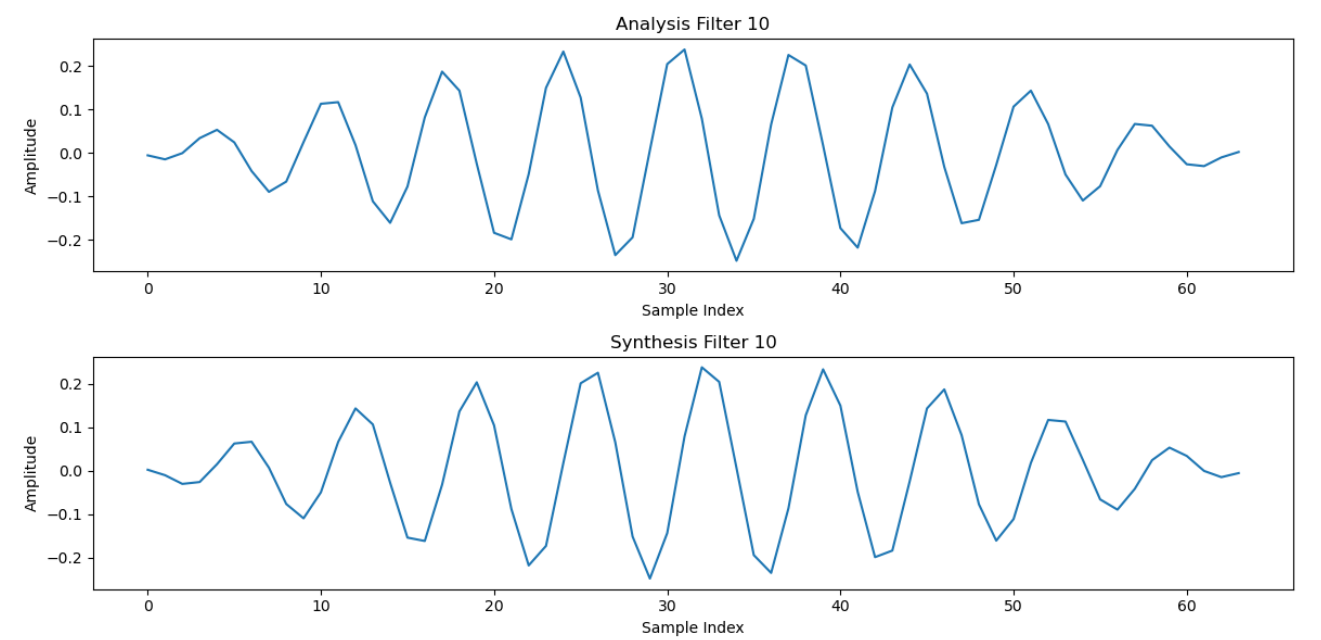 Analysis Filter 10
0.2
0.1
0.0
−0.1
−0.2
Amplitude
0 10 20 30 40 50 60
Sample Index
Synthesis Filter 10
0.2
0.1
0.0
−0.1
−0.2
Amplitude
0 10 20 30 40 50 60
Sample Index